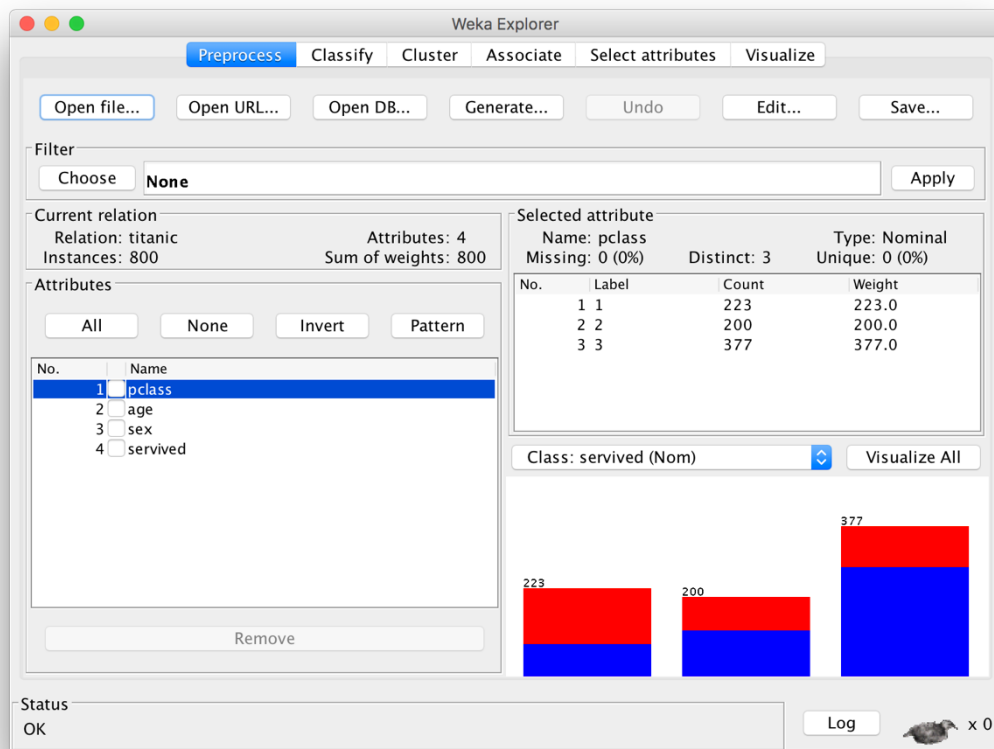 Weka Explorer
Preprocess Classify Cluster Associate Select attributes Visualize
Open file... Open URL... Open DB... Generate... Undo Edit... Save...
Filter
Choose None Apply
Current relation
Relation: titanic Attributes: 4
Instances: 800 Sum of weights: 800
Attributes
All None Invert Pattern
No. Name
1 pclass
2 age
3 sex
4 servived
Remove
Selected attribute
Name: pclass Type: Nominal
Missing: 0 (0%) Distinct: 3 Unique: 0 (0%)
No. Label Count Weight
1 1 223 223.0
2 2 200 200.0
3 3 377 377.0
Class: servived (Nom) Visualize All
223 200 377
Status
OK
Log x 0